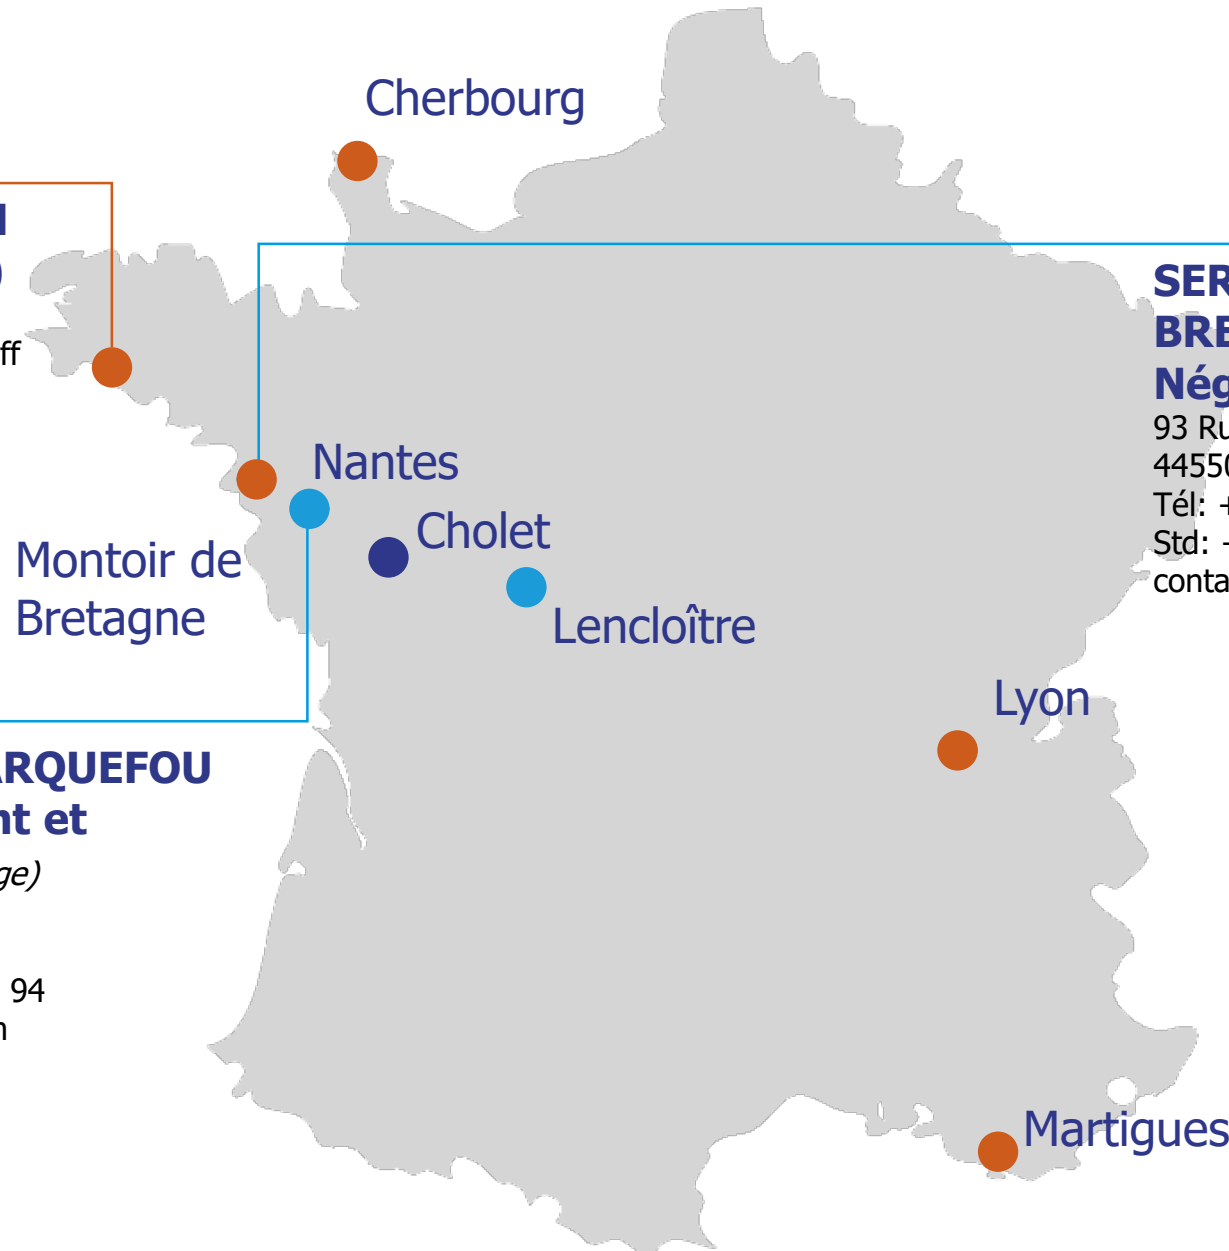 Cherbourg
)
ff
SER
BRE
Nég
93 Ru
4455
Tél: +
Std:
conta
Nantes
Cholet
Montoir de
Bretagne
Lencloître
Lyon
ARQUEFOU
nt et
ge)
94
Martigues